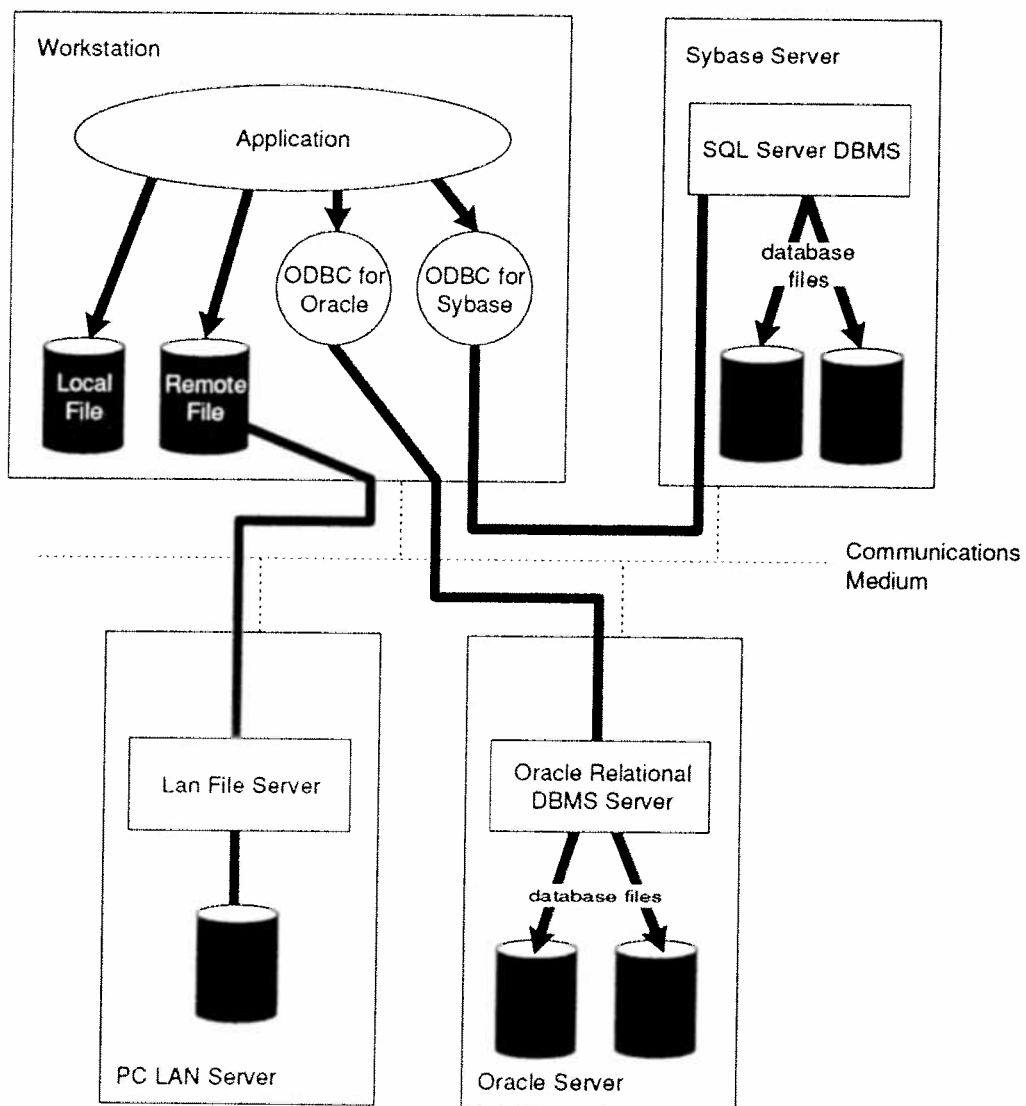 Workstation
Application
ODBC for
Oracle
ODBC for
Sybase
Local
File
Remote
File
Sybase Server
SQL Server DBMS
database
files
Communications
Medium
Lan File Server
PC LAN Server
Oracle Relational
DBMS Server
database files
Oracle Server